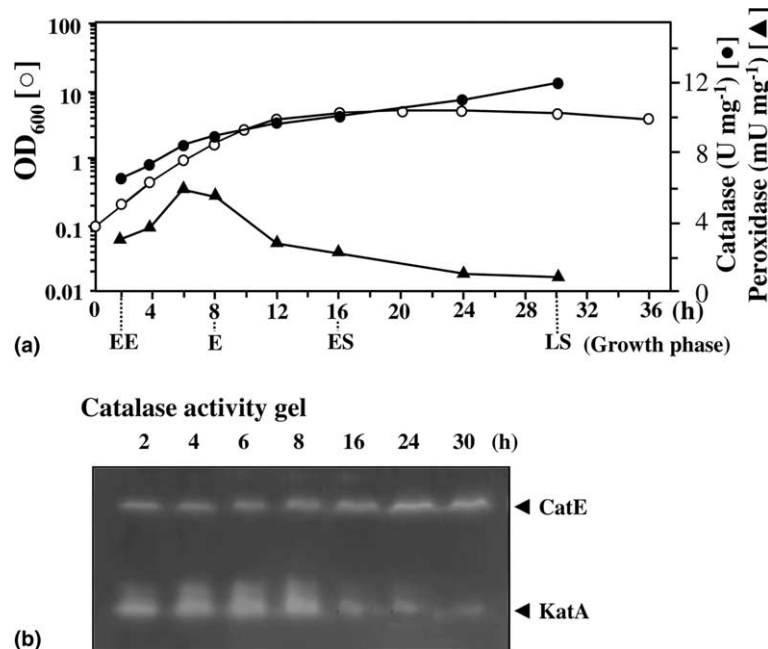 OD600 [○]
100
10
1
0.1
0.01
12
8
4
0
Catalase (U mg-1) [●]
Peroxidase (mU mg-1) [▲]
0 4 8 12 16 20 24 28 32 36 (h)
EE E ES LS (Growth phase)
(a)
Catalase activity gel
2 4 6 8 16 24 30 (h)
◄ CatE
◄ KatA
(b)